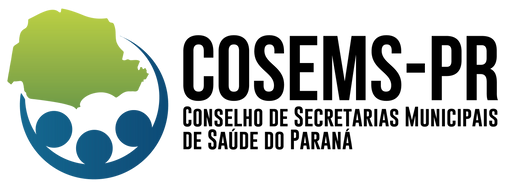 COSEMS-PR
CONSELHO DE SECRETARIAS MUNICIPAIS
DE SAÚDE DO PARANÁ